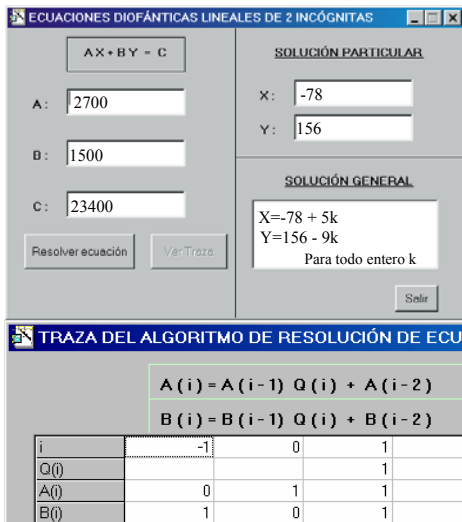 ECUACIONES DIOFÁNTICAS LINEALES DE 2 INCÓGNITAS
AX+BY = C
A: 2700
B: 1500
C: 23400
Resolver ecuación
Ver Traza
SOLUCIÓN PARTICULAR
X: -78
Y: 156
SOLUCIÓN GENERAL
X=-78 + 5k
Y=156 - 9k
Para todo entero k
Salir
TRAZA DEL ALGORITMO DE RESOLUCIÓN DE ECU
A(i)=A(i-1) Q(i) + A(i-2)
B(i)=B(i-1) Q(i) + B(i-2)
i -1 0 1
Q(i) 1
A(i) 0 1 1
B(i) 1 0 1